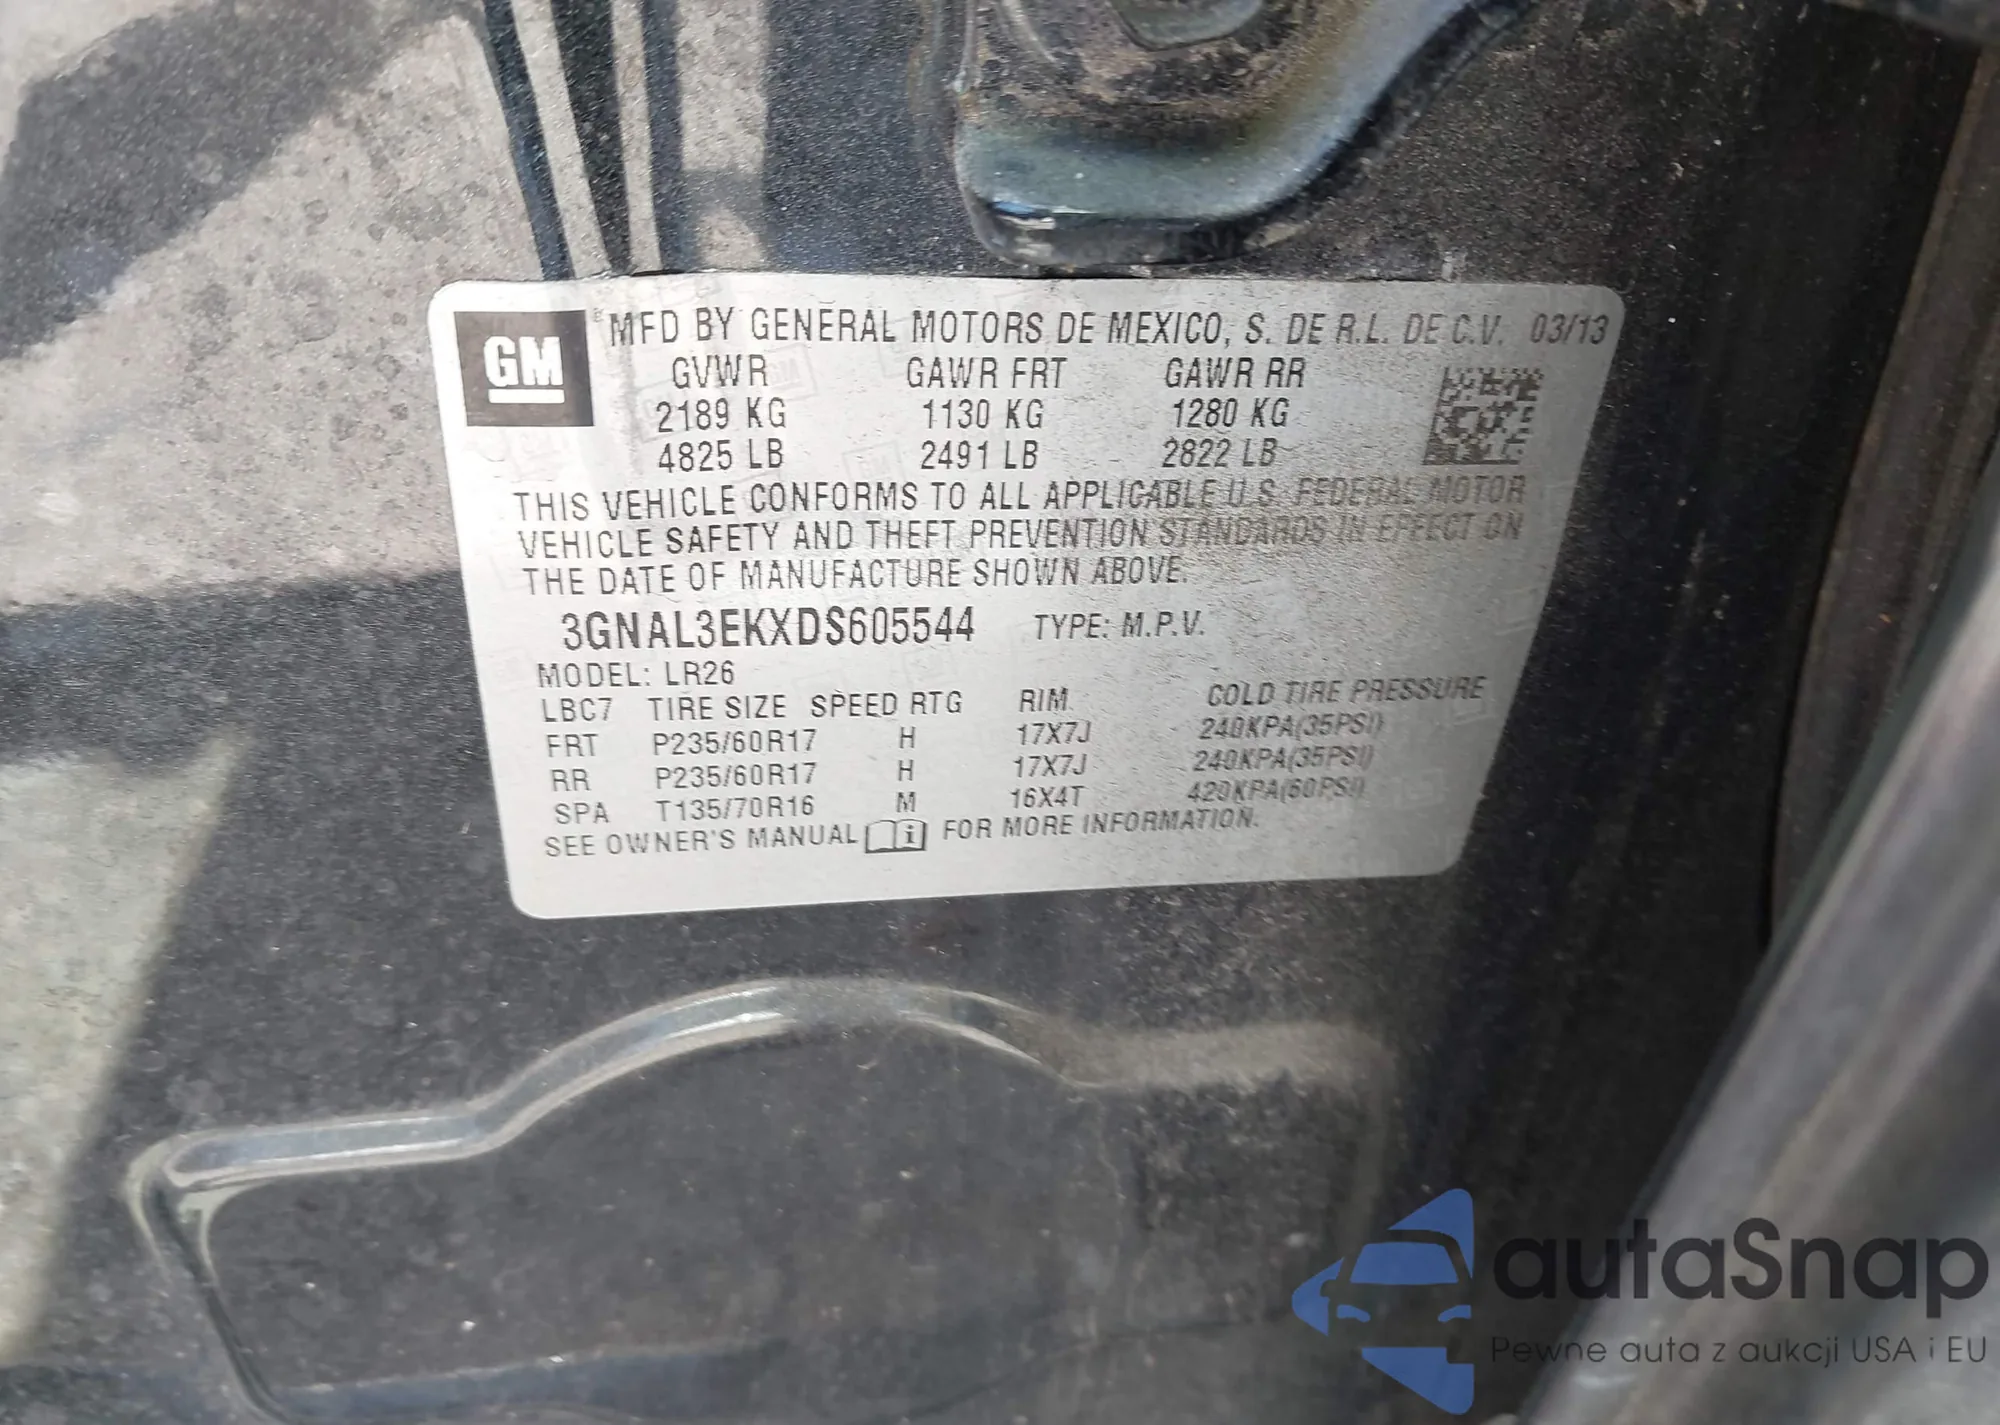 GM
MFD BY GENERAL MOTORS DE MEXICO, S. DE R.L. DE C.V. 03/13
GVWR GAWR FRT GAWR RR
2189 KG 1130 KG 1280 KG
4825 LB 2491 LB 2822 LB
THIS VEHICLE CONFORMS TO ALL APPLICABLE U.S. FEDERAL MOTOR
VEHICLE SAFETY AND THEFT PREVENTION STANDARDS IN EFFECT ON
THE DATE OF MANUFACTURE SHOWN ABOVE.
3GNAL3EKXDS605544 TYPE: M.P.V.
MODEL: LR26
LBC7 TIRE SIZE SPEED RTG RIM COLD TIRE PRESSURE
FRT P235/60R17 H 17X7J 240KPA(35PSI)
RR P235/60R17 H 17X7J 240KPA(35PSI)
SPA T135/70R16 M 16X4T 420KPA(60PSI)
SEE OWNER'S MANUAL i FOR MORE INFORMATION.
autaSnap
Pewne auta z aukcji USA i EU